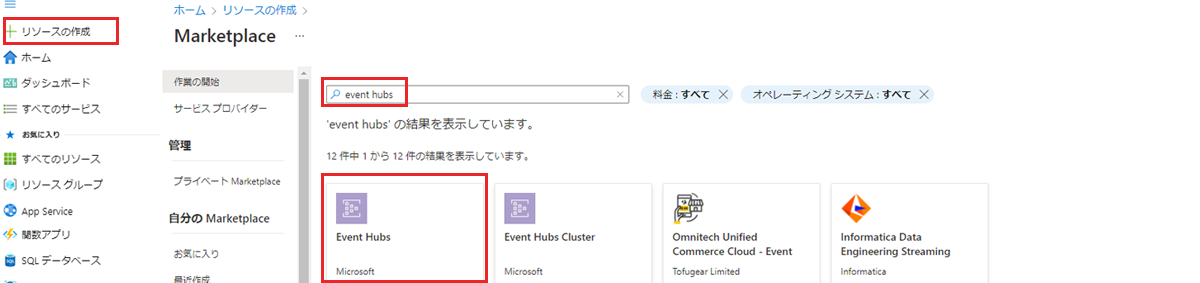 リソースの作成
ホーム
ダッシュボード
すべてのサービス
お気に入り
すべてのリソース
リソース グループ
App Service
関数アプリ
SQL データベース
ホーム > リソースの作成 >
Marketplace ...
作業の開始
サービス プロバイダー
管理
プライベート Marketplace
自分の Marketplace
お気に入り
最近作成
event hubs
料金 : すべて
オペレーティング システム : すべて
'event hubs' の結果を表示しています。
12 件中 1 から 12 件の結果を表示しています。
Event Hubs
Microsoft
Event Hubs Cluster
Microsoft
Omnitech Unified
Commerce Cloud - Event
Tofugear Limited
Informatica Data
Engineering Streaming
Informatica